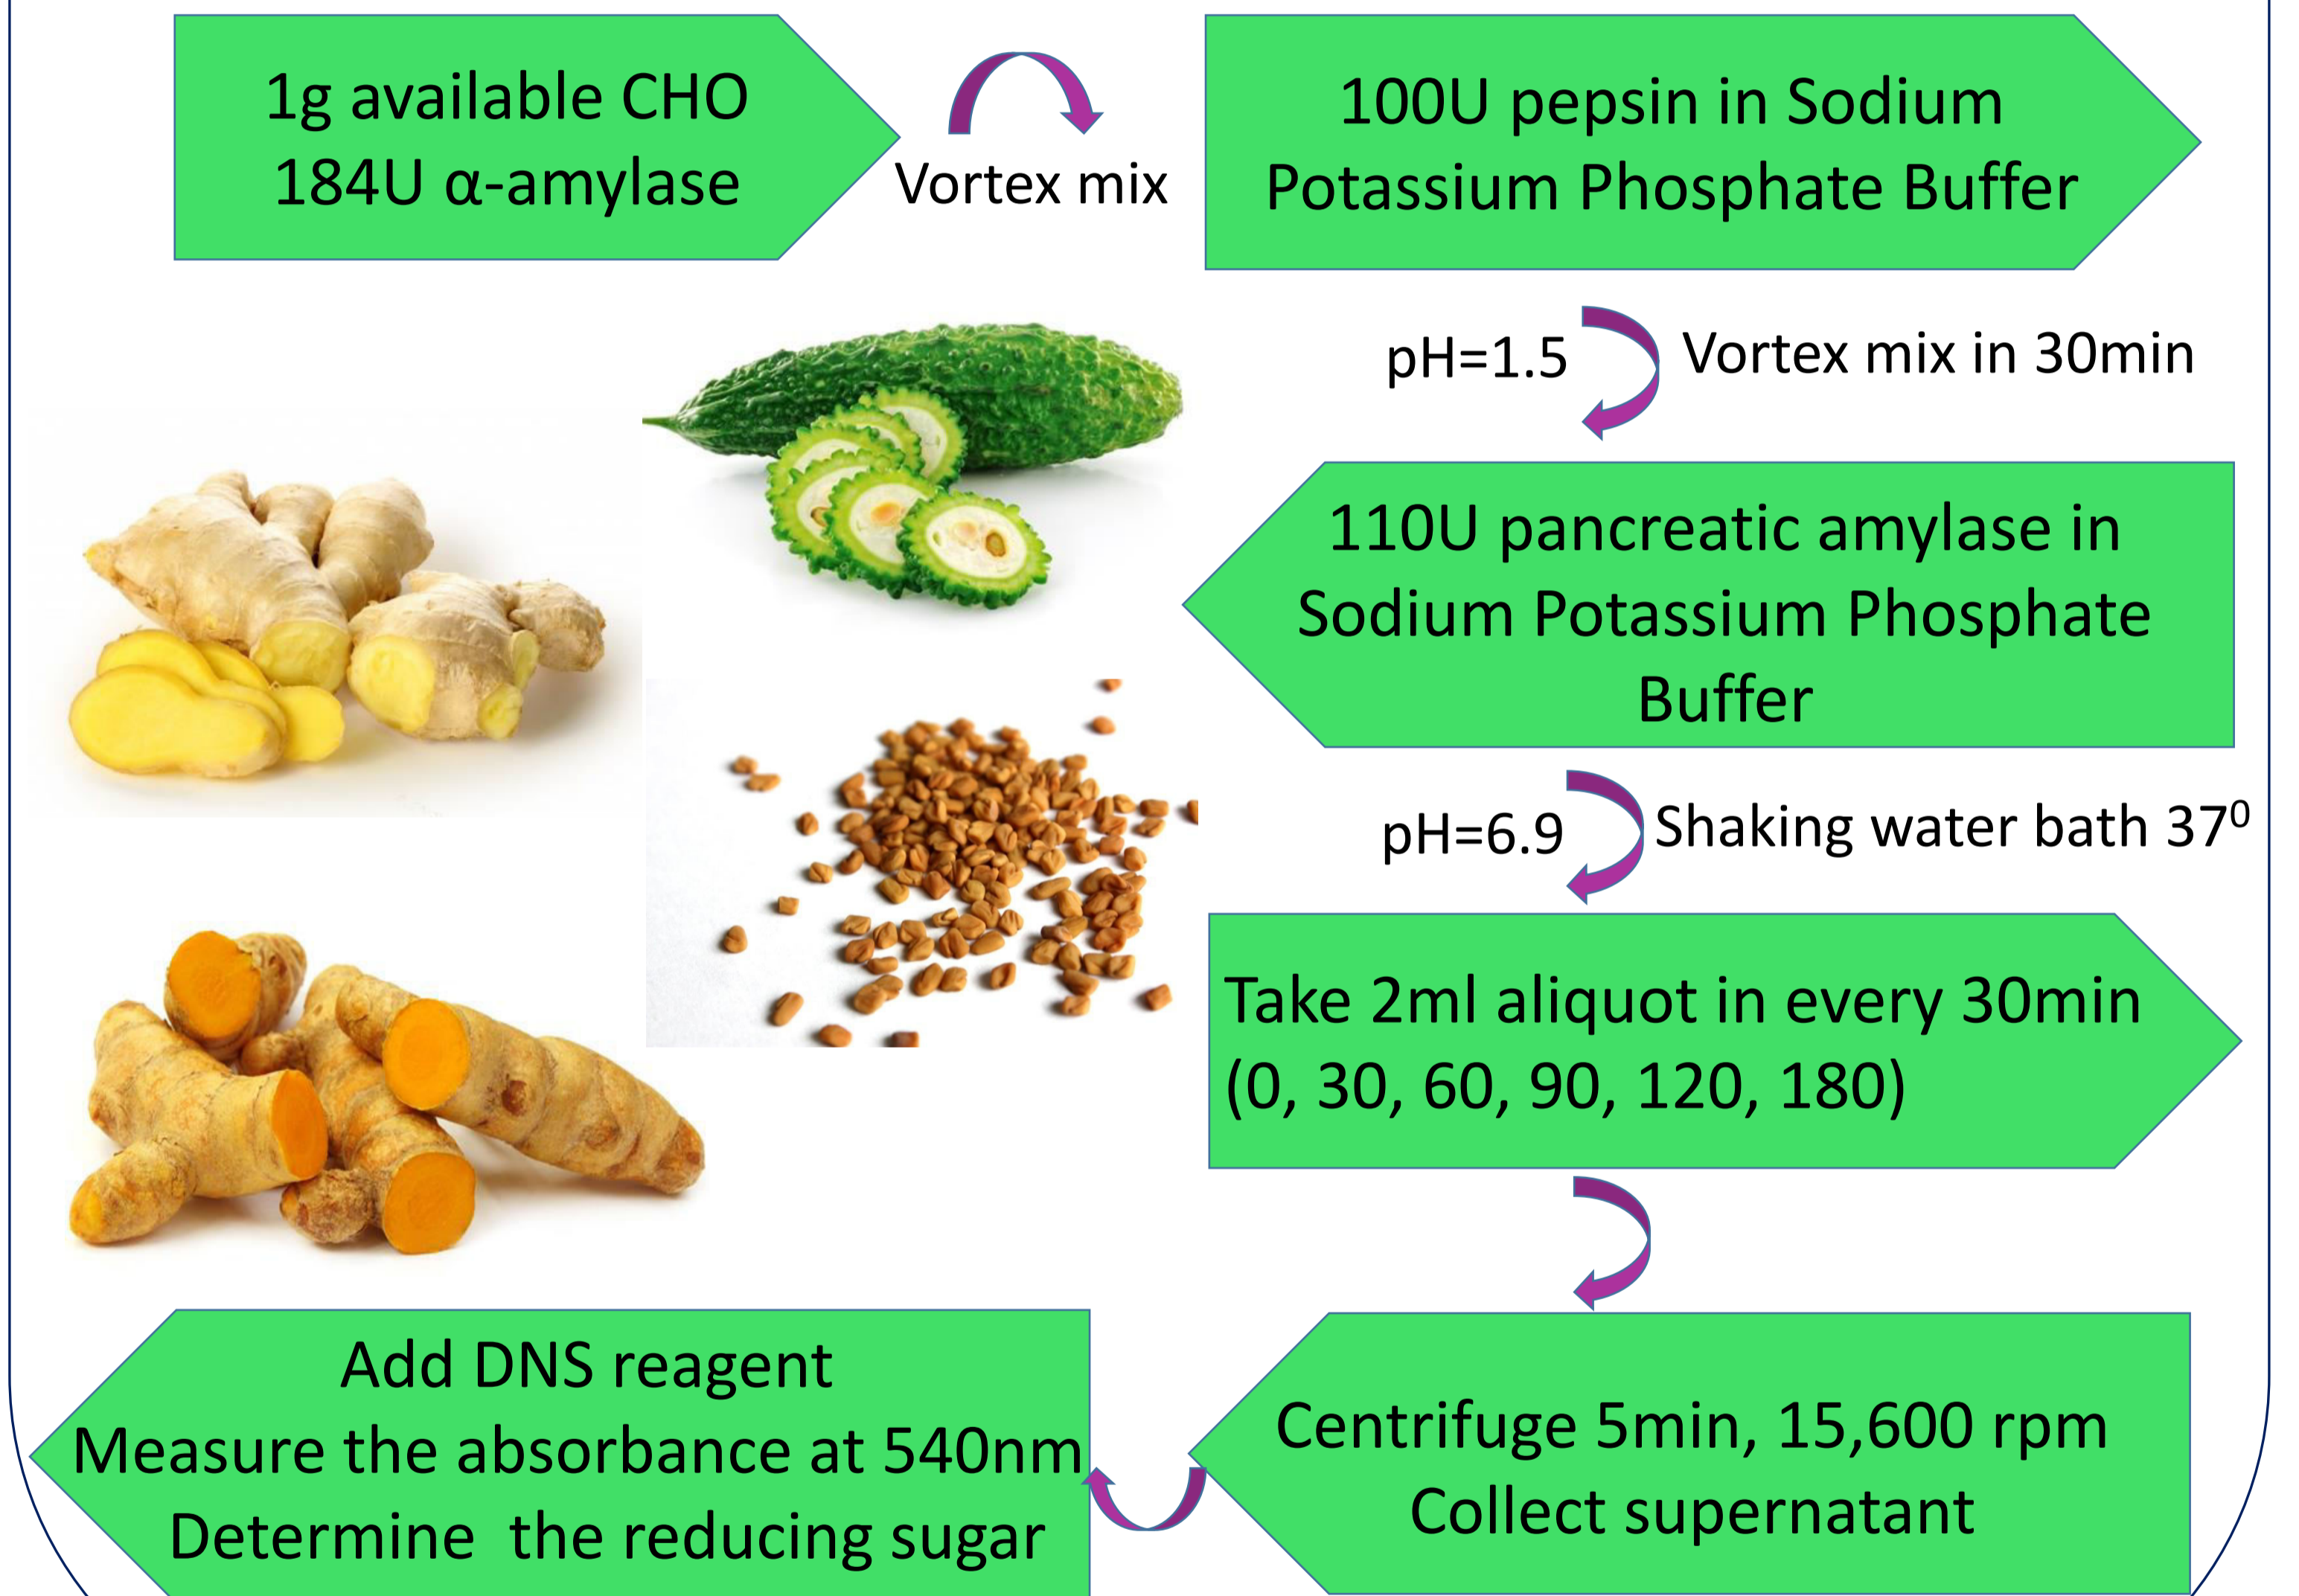 1g available CHO
184U α-amylase
Vortex mix
100U pepsin in Sodium
Potassium Phosphate Buffer
pH=1.5
Vortex mix in 30min
110U pancreatic amylase in
Sodium Potassium Phosphate
Buffer
pH=6.9
Shaking water bath 37⁰
Take 2ml aliquot in every 30min
(0, 30, 60, 90, 120, 180)
Centrifuge 5min, 15,600 rpm
Collect supernatant
Add DNS reagent
Measure the absorbance at 540nm
Determine  the reducing sugar